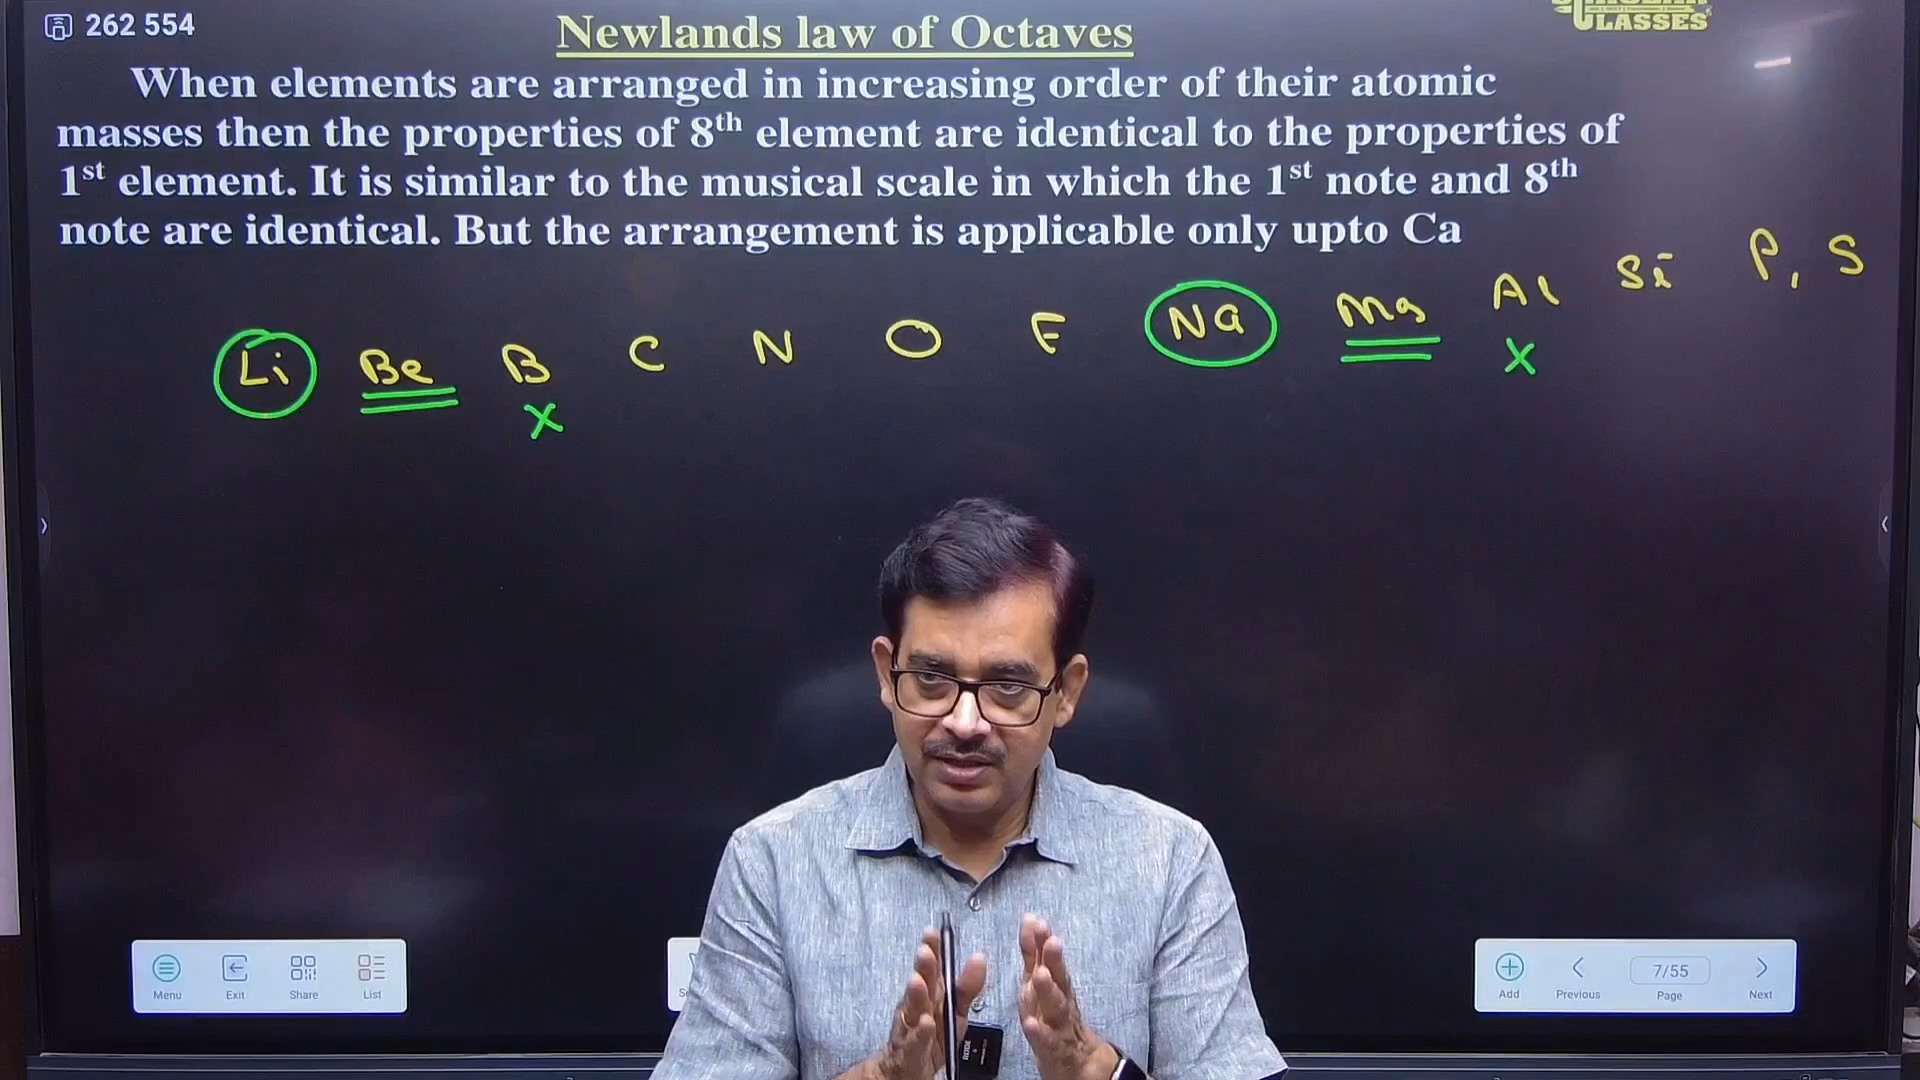 262 554
Newlands law of Octaves
CLASSES
When elements are arranged in increasing order of their atomic
masses then the properties of 8th element are identical to the properties of
1st element. It is similar to the musical scale in which the 1st note and 8th
note are identical. But the arrangement is applicable only upto Ca
Li Be B C N O F Na Mg Al Si P, S
X X
Menu Exit Share List
Add Previous 7/55 Page Next
RODE